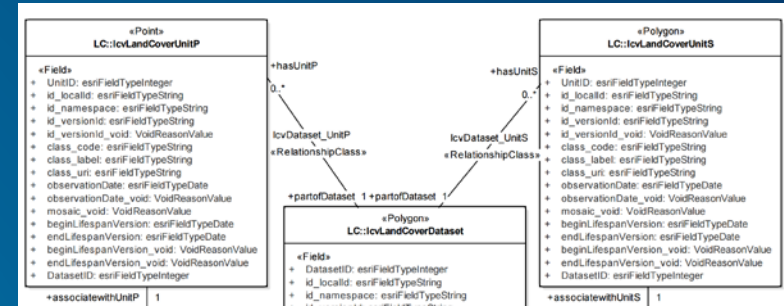 «Point»
LC::lcvLandCoverUnitP
«Field»
+ UnitID: esriFieldTypeInteger
+ id_localId: esriFieldTypeString
+ id_namespace: esriFieldTypeString
+ id_versionId: esriFieldTypeString
+ id_versionId_void: VoidReasonValue
+ class_code: esriFieldTypeString
+ class_label: esriFieldTypeString
+ class_uri: esriFieldTypeString
+ observationDate: esriFieldTypeDate
+ observationDate_void: VoidReasonValue
+ mosaic_void: VoidReasonValue
+ beginLifespanVersion: esriFieldTypeDate
+ endLifespanVersion: esriFieldTypeDate
+ beginLifespanVersion_void: VoidReasonValue
+ endLifespanVersion_void: VoidReasonValue
+ DatasetID: esriFieldTypeInteger
+associatewithUnitP 1
+hasUnitP
0..*
lcvDataset_UnitP
«RelationshipClass»
+partofDataset 1
+hasUnitS
0..*
lcvDataset_UnitS
«RelationshipClass»
+partofDataset 1
«Polygon»
LC::lcvLandCoverDataset
«Field»
+ DatasetID: esriFieldTypeInteger
+ id_localId: esriFieldTypeString
+ id_namespace: esriFieldTypeString
«Polygon»
LC::lcvLandCoverUnitS
«Field»
+ UnitID: esriFieldTypeInteger
+ id_localId: esriFieldTypeString
+ id_namespace: esriFieldTypeString
+ id_versionId: esriFieldTypeString
+ id_versionId_void: VoidReasonValue
+ class_code: esriFieldTypeString
+ class_label: esriFieldTypeString
+ class_uri: esriFieldTypeString
+ observationDate: esriFieldTypeDate
+ observationDate_void: VoidReasonValue
+ mosaic_void: VoidReasonValue
+ beginLifespanVersion: esriFieldTypeDate
+ endLifespanVersion: esriFieldTypeDate
+ beginLifespanVersion_void: VoidReasonValue
+ endLifespanVersion_void: VoidReasonValue
+ DatasetID: esriFieldTypeInteger
+associatewithUnitS 1